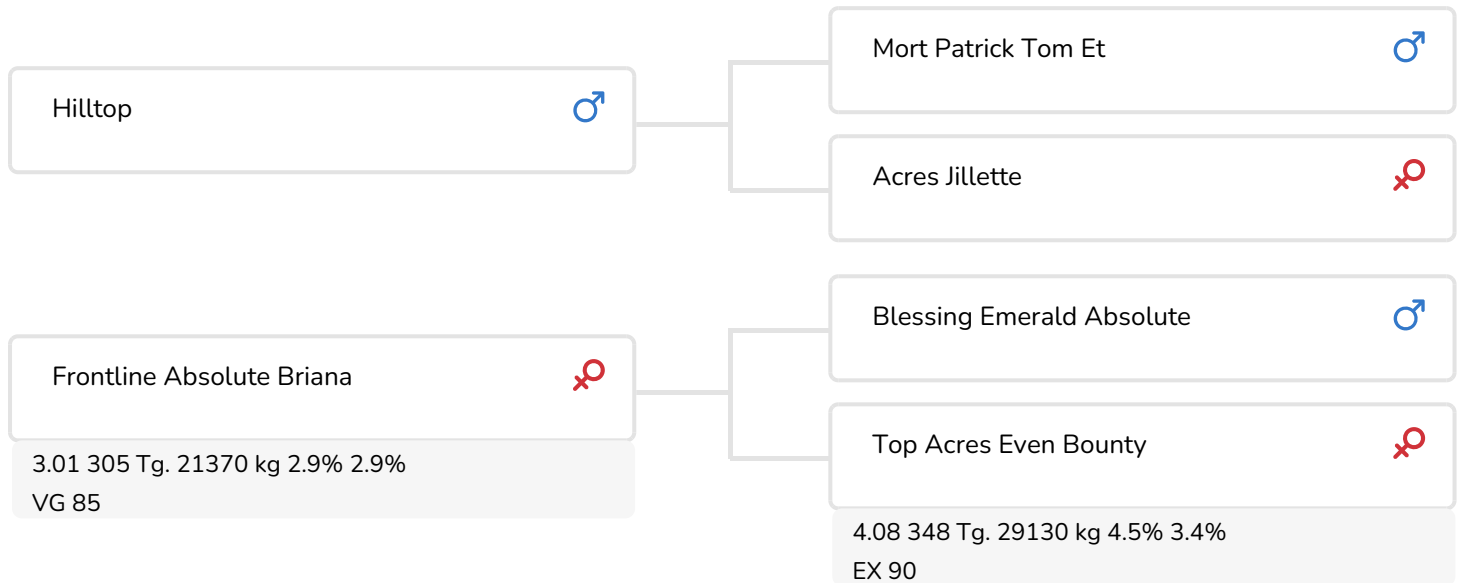 Mort Patrick Tom Et
Hilltop
Acres Jillette
Blessing Emerald Absolute
Frontline Absolute Briana
3.01 305 Tg. 21370 kg 2.9% 2.9%
VG 85
Top Acres Even Bounty
4.08 348 Tg. 29130 kg 4.5% 3.4%
EX 90